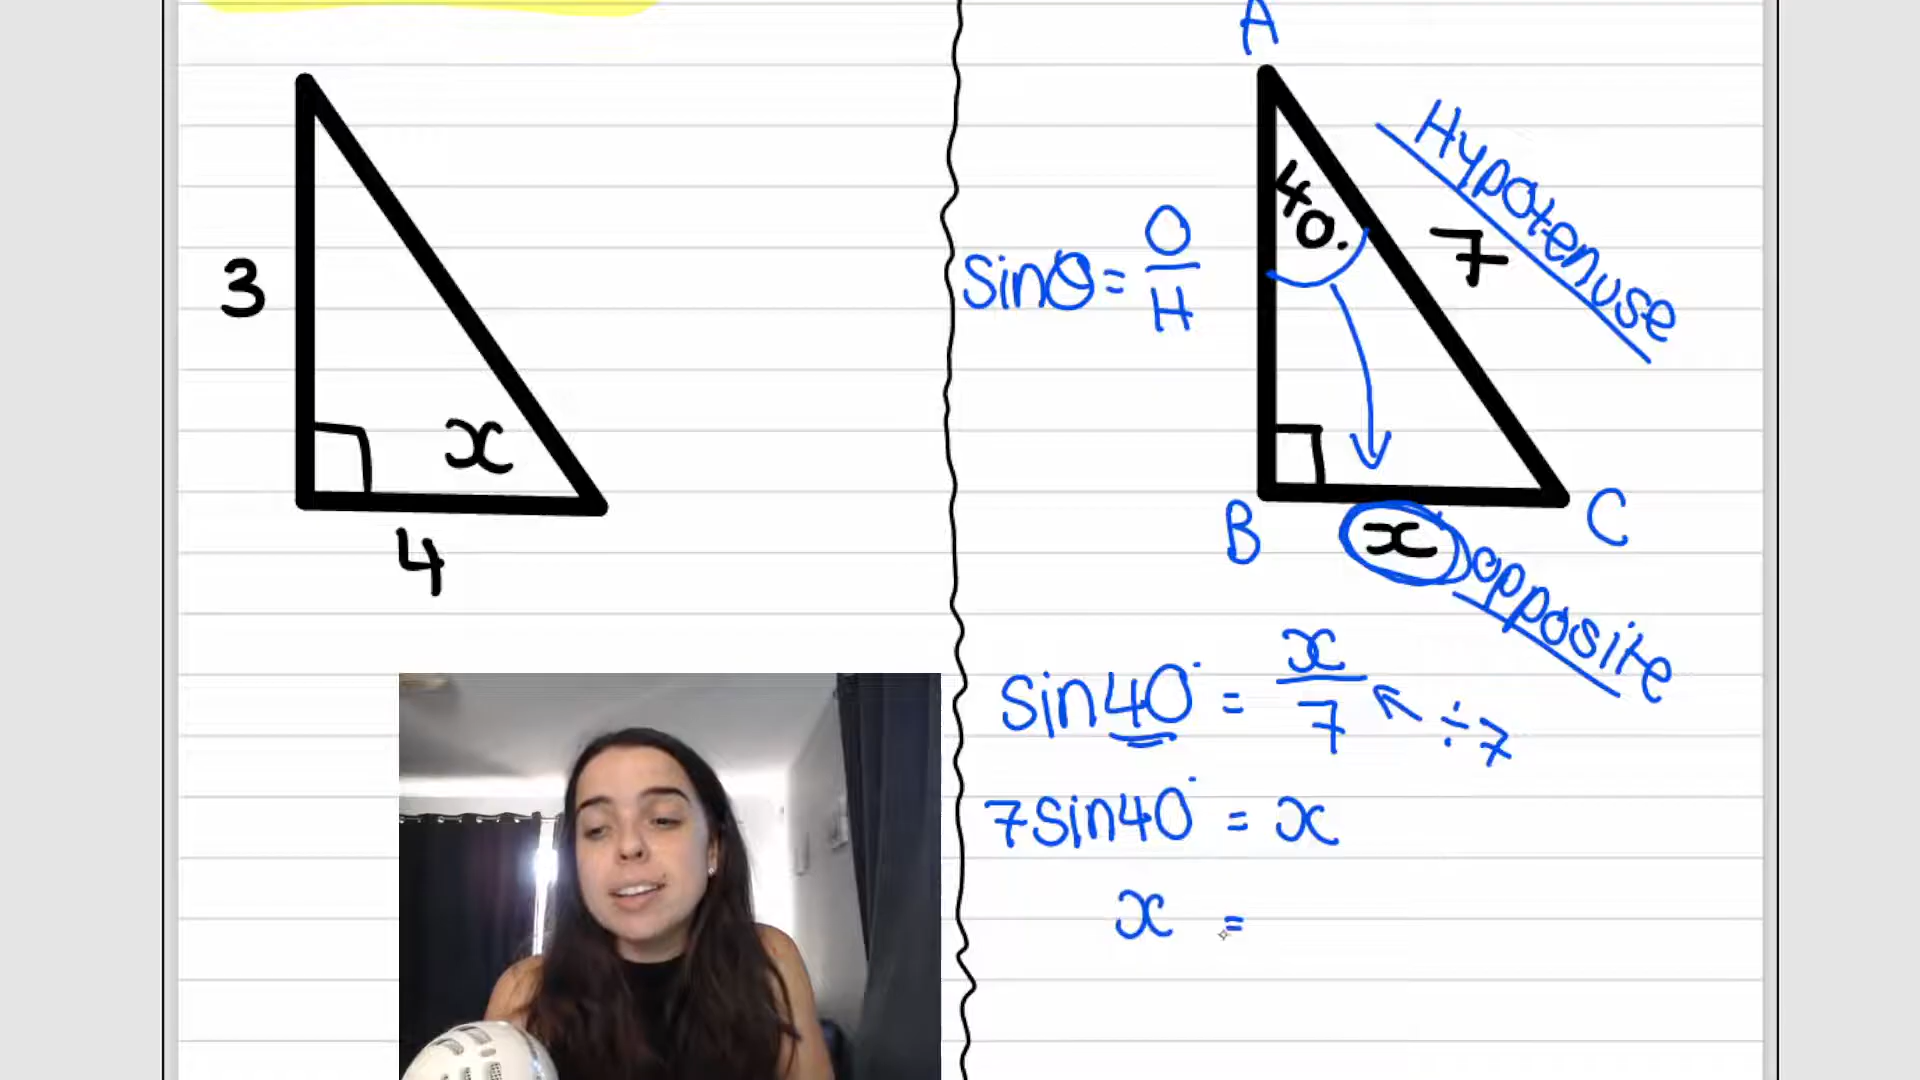 3
x
4
A
40°
7
Hypotenuse
sinθ = O/H
B
x
opposite
C
sin40° = x/7
÷7
7sin40° = x
x =